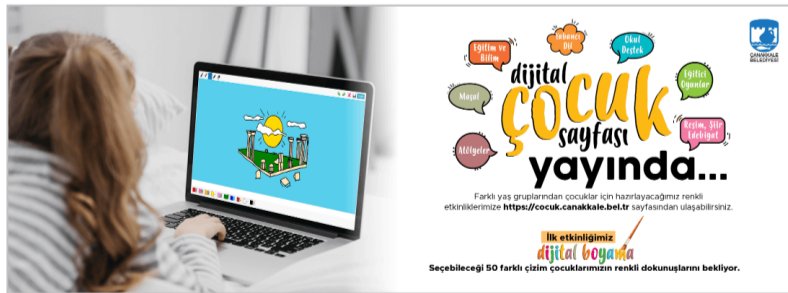 Eğitim ve
Bilim
Yabancı
Dil
Okul
Destek
Masal
Eğitici
Oyunlar
Atölyeler
Resim, Şiir
Edebiyat
dijital
çocuk
sayfası
yayında...
ÇANAKKALE
BELEDİYESİ
Farklı yaş gruplarından çocuklar için hazırlayacağımız renkli
etkinliklerimize https://cocuk.canakkale.bel.tr sayfasından ulaşabilirsiniz.
İlk etkinliğimiz
dijital boyama
Seçebileceği 50 farklı çizim çocuklarımızın renkli dokunuşlarını bekliyor.